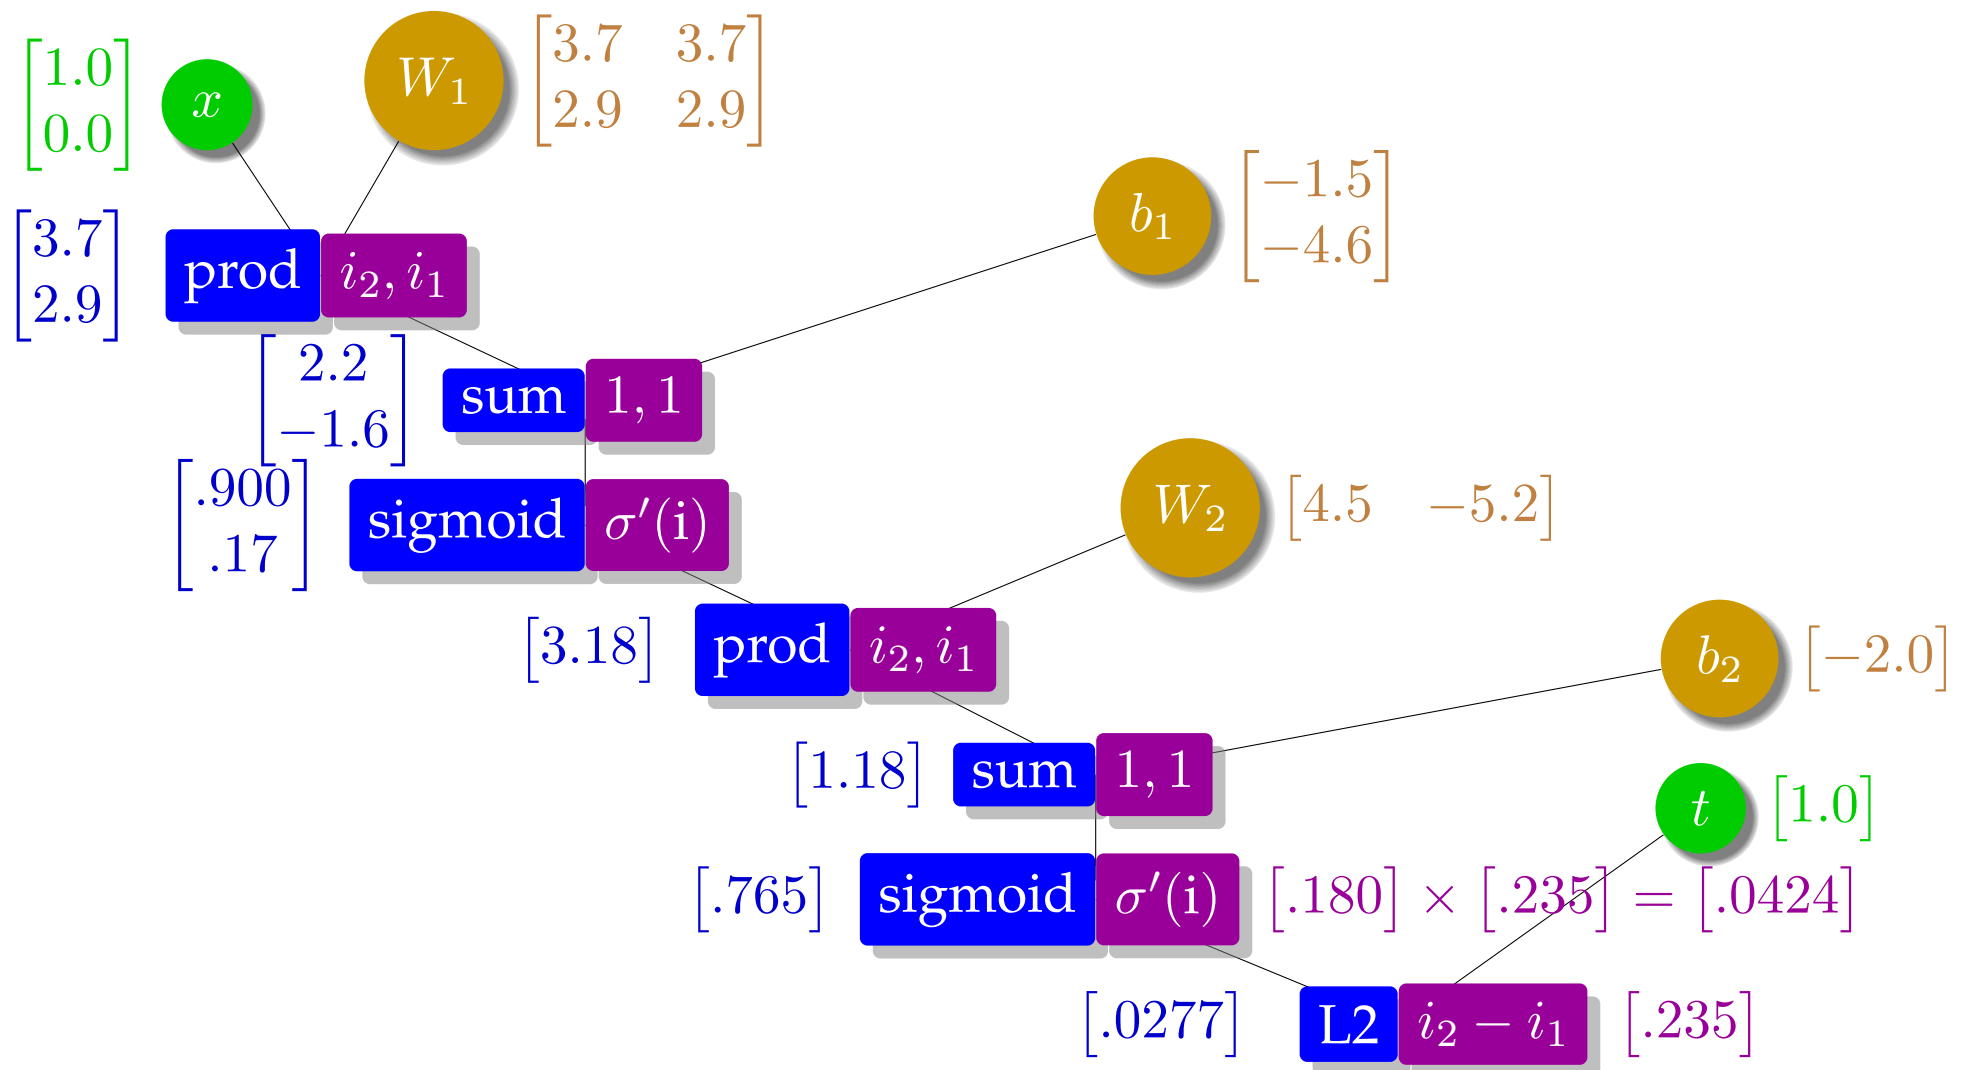 [1.0 0.0] x W₁ [3.7 3.7 2.9 2.9]
b₁ [−1.5 −4.6]
[3.7 2.9] prod i₂, i₁
[2.2 −1.6] sum 1, 1
[.900 .17] sigmoid σ′(i) W₂ [4.5 −5.2]
[3.18] prod i₂, i₁ b₂ [−2.0]
[1.18] sum 1, 1 t [1.0]
[.765] sigmoid σ′(i) [.180] × [.235] = [.0424]
[.0277] L2 i₂ − i₁ [.235]